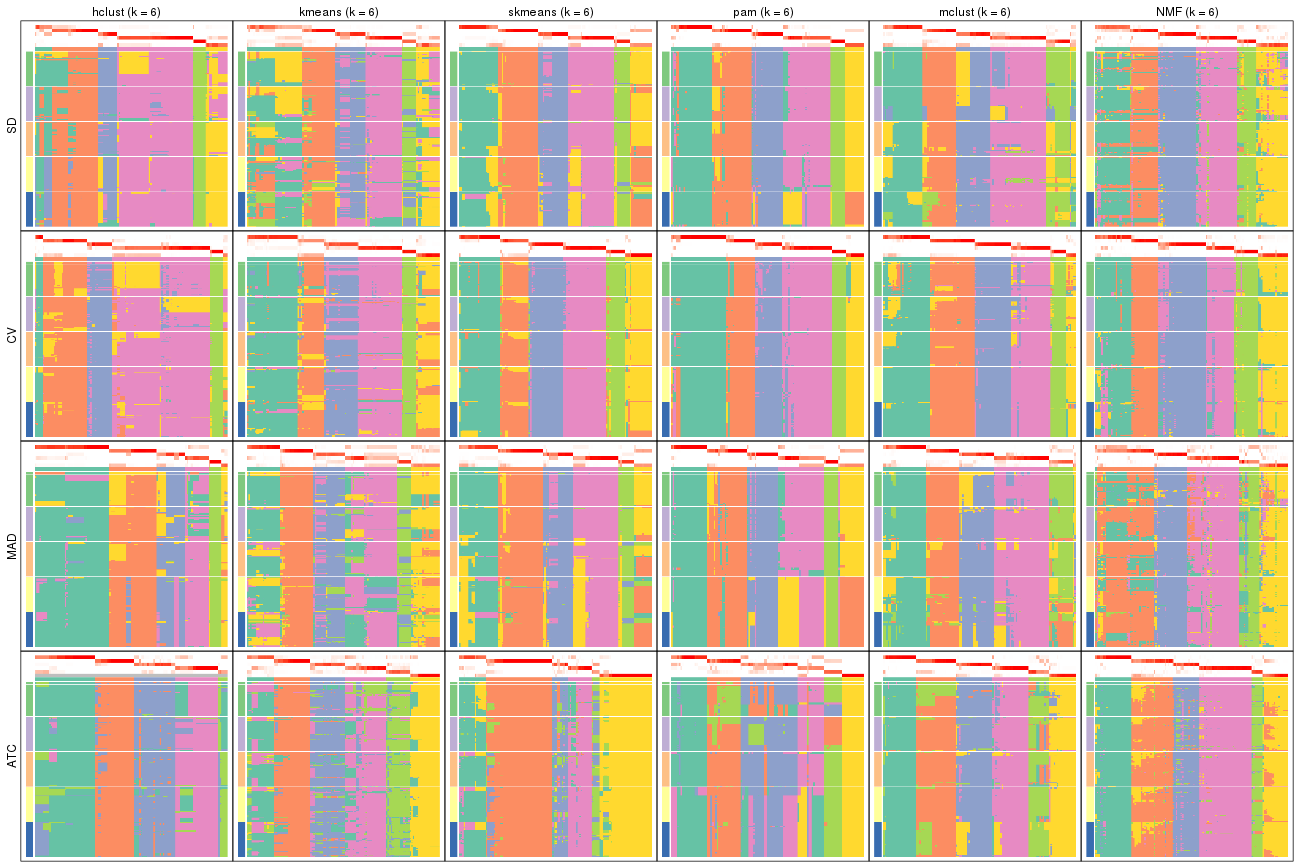 hclust (k = 6)
kmeans (k = 6)
skmeans (k = 6)
pam (k = 6)
mclust (k = 6)
NMF (k = 6)
SD
CV
MAD
ATC